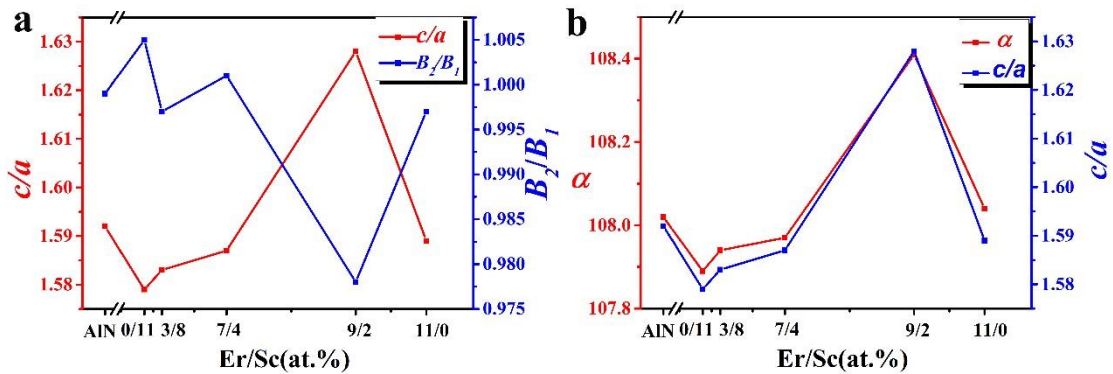 a
c/a
B2/B1
1.63
1.62
1.61
1.60
1.59
1.58
c/a
1.005
1.000
0.995
0.990
0.985
0.980
0.975
B2/B1
AlN 0/11 3/8 7/4 9/2 11/0
Er/Sc(at.%)
b
α
c/a
108.4
108.2
108.0
107.8
α
1.63
1.62
1.61
1.60
1.59
1.58
c/a
AlN 0/11 3/8 7/4 9/2 11/0
Er/Sc(at.%)